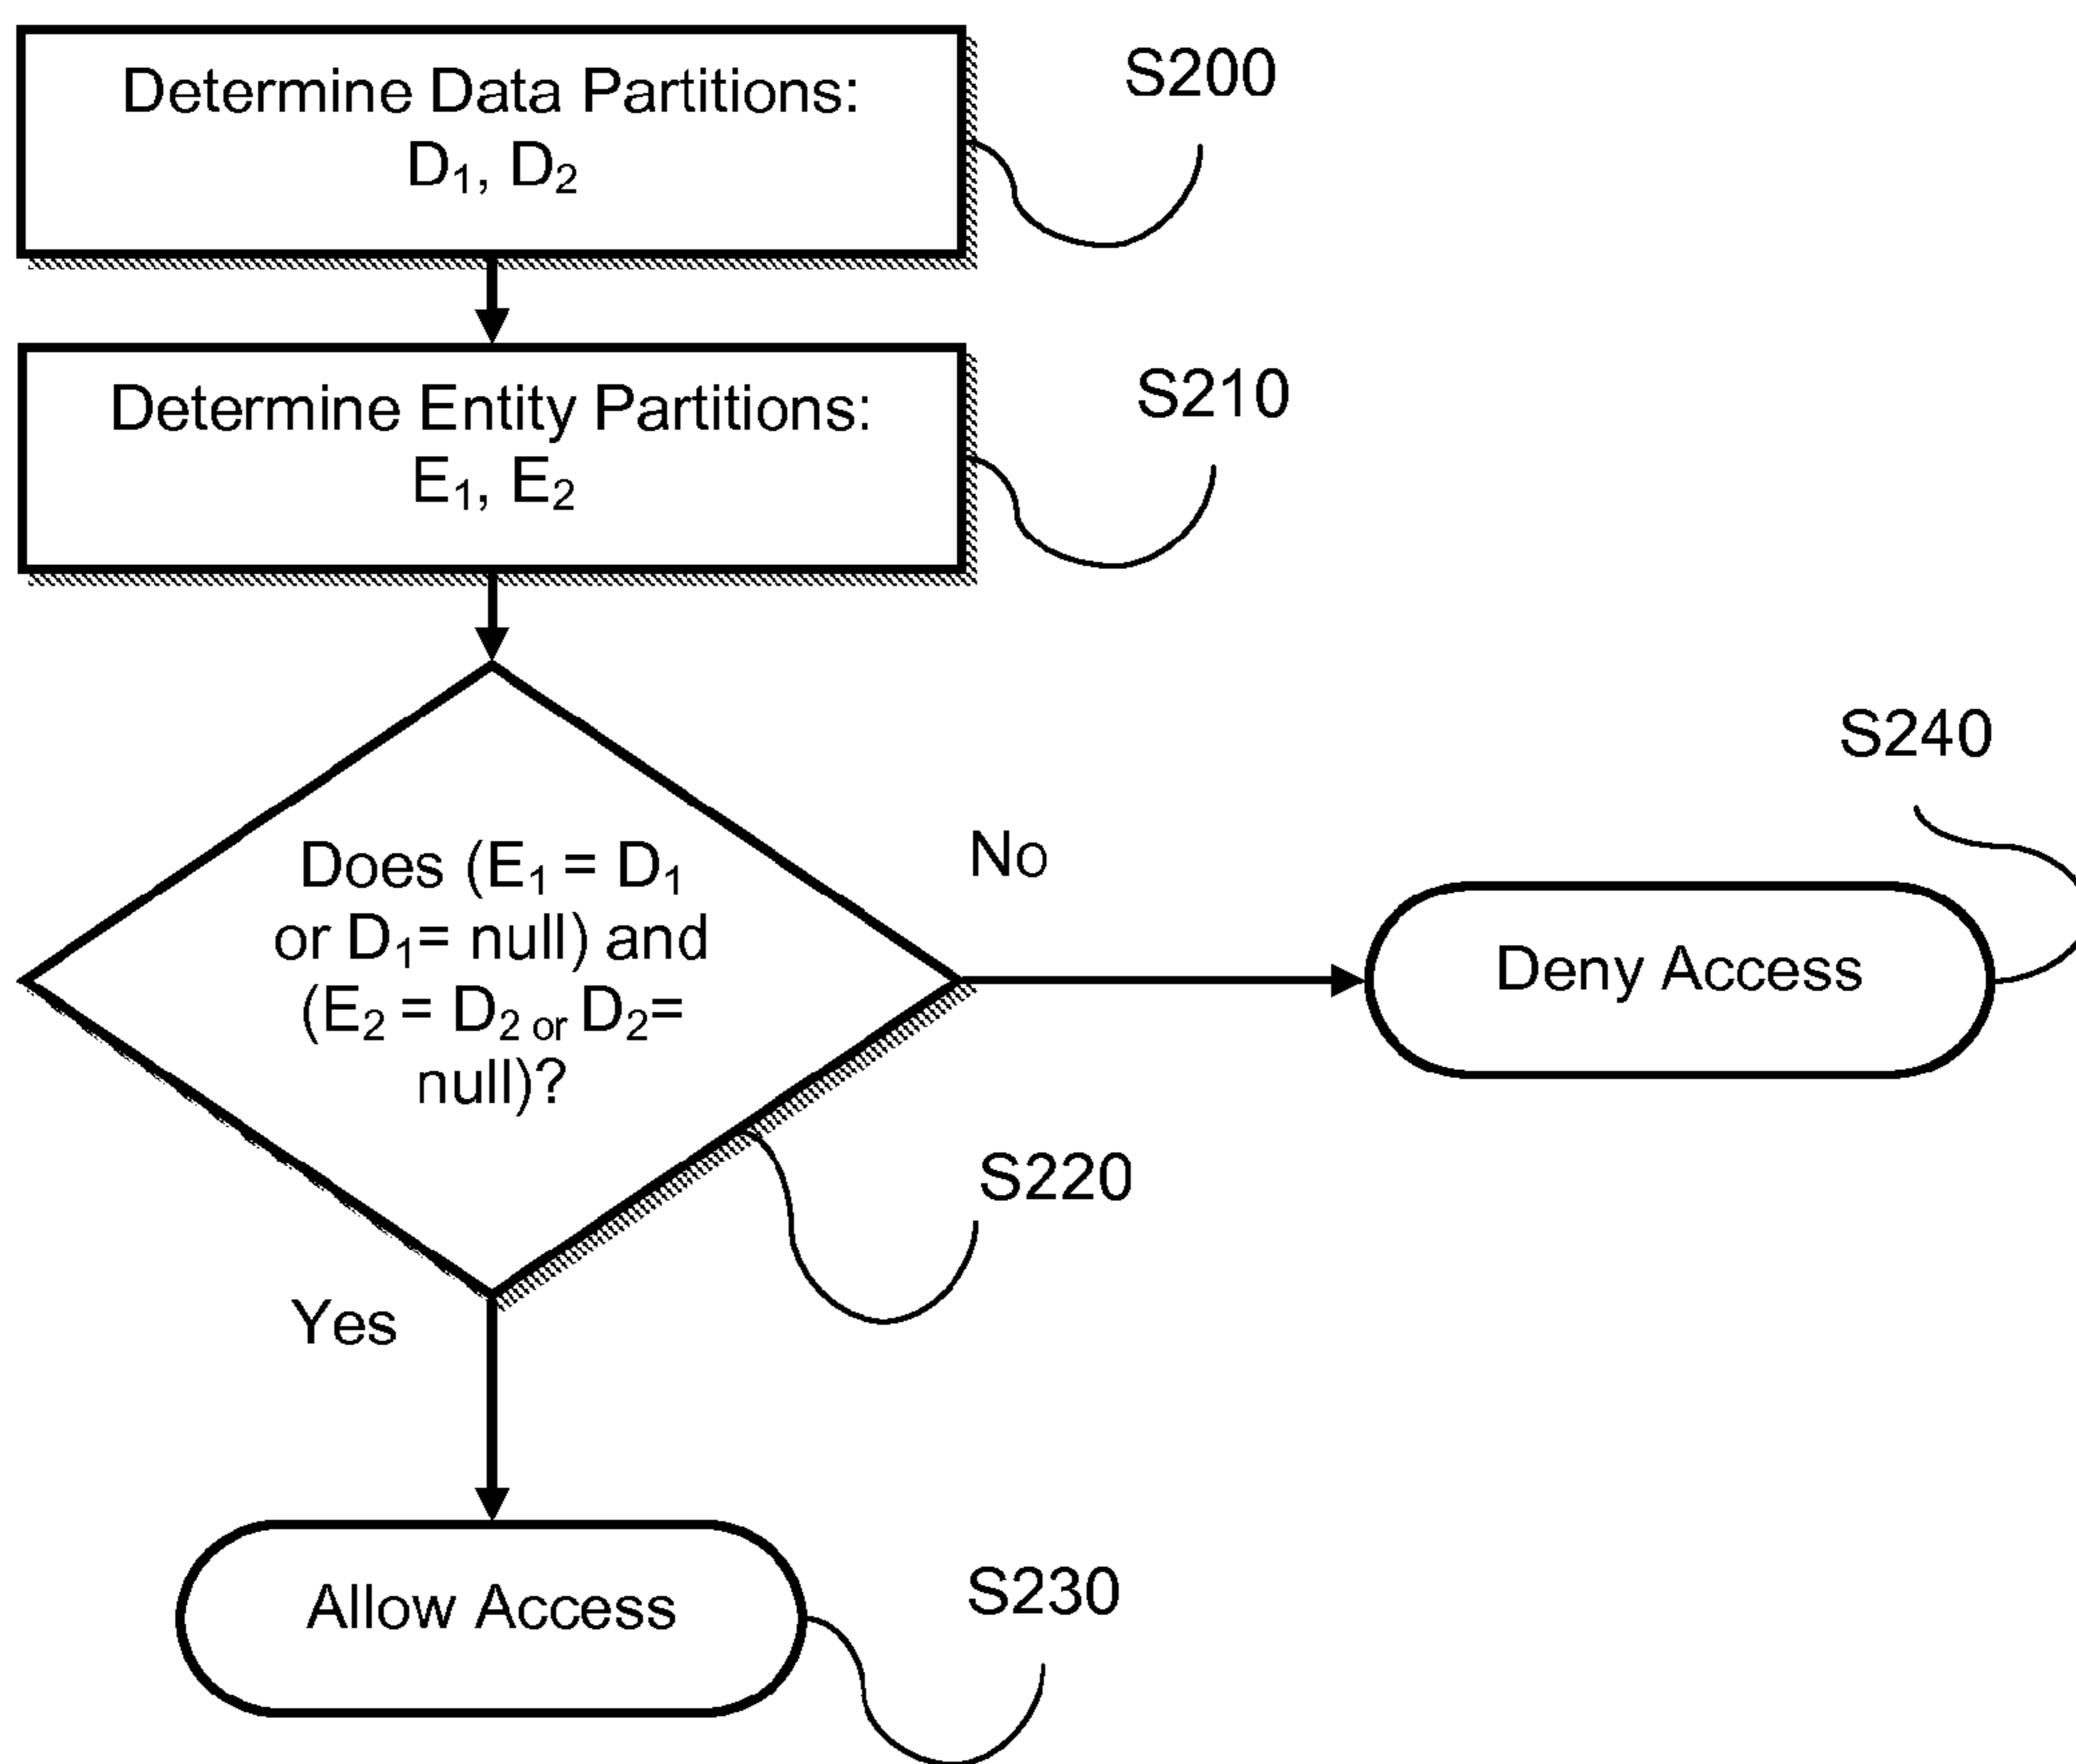 Determine Data Partitions:
D₁, D₂
S200
Determine Entity Partitions:
E₁, E₂
S210
Does (E₁ = D₁
or D₁= null) and
(E₂ = D₂ or D₂=
null)?
S220
No
Deny Access
S240
Yes
Allow Access
S230